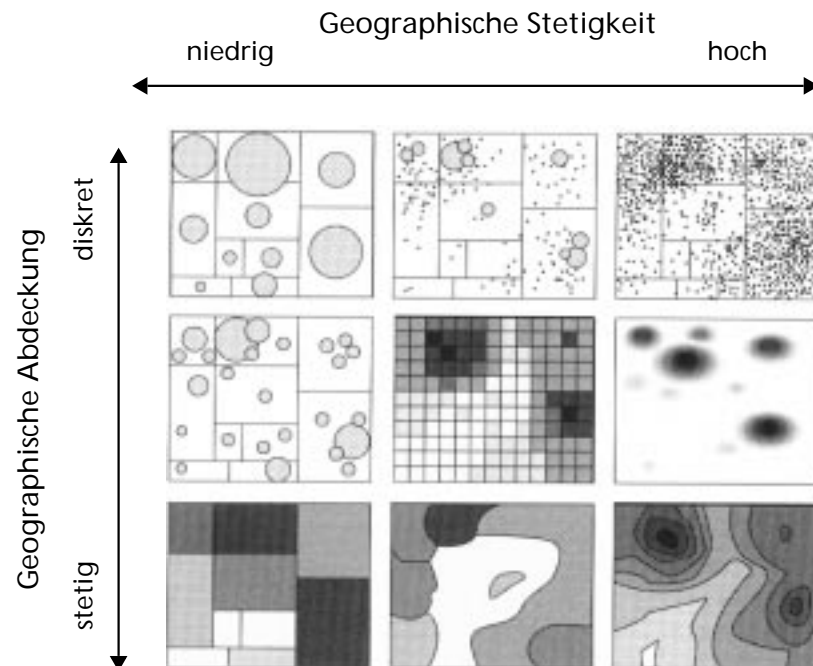 Geographische Stetigkeit
niedrig
hoch
Geographische Abdeckung
diskret
stetig